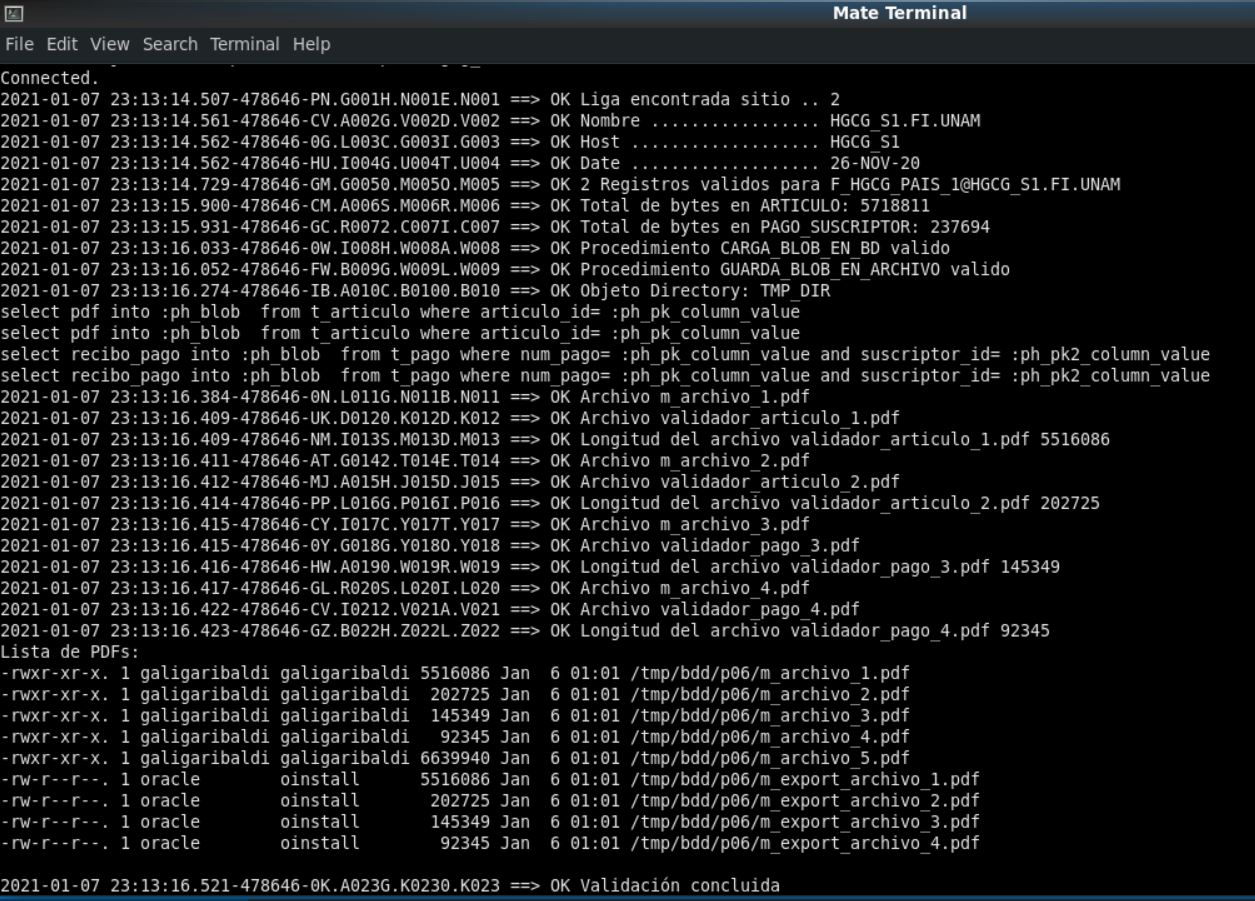 Mate Terminal
File Edit View Search Terminal Help
Connected.
2021-01-07 23:13:14.507-478646-PN.G001H.N001E.N001 ==> OK Liga encontrada sitio .. 2
2021-01-07 23:13:14.561-478646-CV.A002G.V002D.V002 ==> OK Nombre ................. HGCG_S1.FI.UNAM
2021-01-07 23:13:14.562-478646-0G.L003C.G003I.G003 ==> OK Host ................... HGCG_S1
2021-01-07 23:13:14.562-478646-HU.I004G.U004T.U004 ==> OK Date ................... 26-NOV-20
2021-01-07 23:13:14.729-478646-GM.G0050.M005O.M005 ==> OK 2 Registros validos para F_HGCG_PAIS_1@HGCG_S1.FI.UNAM
2021-01-07 23:13:15.900-478646-CM.A006S.M006R.M006 ==> OK Total de bytes en ARTICULO: 5718811
2021-01-07 23:13:15.931-478646-GC.R0072.C007I.C007 ==> OK Total de bytes en PAGO_SUSCRIPTOR: 237694
2021-01-07 23:13:16.033-478646-0W.I008H.W008A.W008 ==> OK Procedimiento CARGA_BLOB_EN_BD valido
2021-01-07 23:13:16.052-478646-FW.B009G.W009L.W009 ==> OK Procedimiento GUARDA_BLOB_EN_ARCHIVO valido
2021-01-07 23:13:16.274-478646-IB.A010C.B0100.B010 ==> OK Objeto Directory: TMP_DIR
select pdf into :ph_blob  from t_articulo where articulo_id= :ph_pk_column_value
select pdf into :ph_blob  from t_articulo where articulo_id= :ph_pk_column_value
select recibo_pago into :ph_blob  from t_pago where num_pago= :ph_pk_column_value and suscriptor_id= :ph_pk2_column_value
select recibo_pago into :ph_blob  from t_pago where num_pago= :ph_pk_column_value and suscriptor_id= :ph_pk2_column_value
2021-01-07 23:13:16.384-478646-0N.L011G.N011B.N011 ==> OK Archivo m_archivo_1.pdf
2021-01-07 23:13:16.409-478646-UK.D0120.K012D.K012 ==> OK Archivo validador_articulo_1.pdf
2021-01-07 23:13:16.409-478646-NM.I013S.M013D.M013 ==> OK Longitud del archivo validador_articulo_1.pdf 5516086
2021-01-07 23:13:16.411-478646-AT.G0142.T014E.T014 ==> OK Archivo m_archivo_2.pdf
2021-01-07 23:13:16.412-478646-MJ.A015H.J015D.J015 ==> OK Archivo validador_articulo_2.pdf
2021-01-07 23:13:16.414-478646-PP.L016G.P016I.P016 ==> OK Longitud del archivo validador_articulo_2.pdf 202725
2021-01-07 23:13:16.415-478646-CY.I017C.Y017T.Y017 ==> OK Archivo m_archivo_3.pdf
2021-01-07 23:13:16.415-478646-0Y.G018G.Y018O.Y018 ==> OK Archivo validador_pago_3.pdf
2021-01-07 23:13:16.416-478646-HW.A0190.W019R.W019 ==> OK Longitud del archivo validador_pago_3.pdf 145349
2021-01-07 23:13:16.417-478646-GL.R020S.L020I.L020 ==> OK Archivo m_archivo_4.pdf
2021-01-07 23:13:16.422-478646-CV.I0212.V021A.V021 ==> OK Archivo validador_pago_4.pdf
2021-01-07 23:13:16.423-478646-GZ.B022H.Z022L.Z022 ==> OK Longitud del archivo validador_pago_4.pdf 92345
Lista de PDFs:
-rwxr-xr-x. 1 galigaribaldi galigaribaldi 5516086 Jan  6 01:01 /tmp/bdd/p06/m_archivo_1.pdf
-rwxr-xr-x. 1 galigaribaldi galigaribaldi  202725 Jan  6 01:01 /tmp/bdd/p06/m_archivo_2.pdf
-rwxr-xr-x. 1 galigaribaldi galigaribaldi  145349 Jan  6 01:01 /tmp/bdd/p06/m_archivo_3.pdf
-rwxr-xr-x. 1 galigaribaldi galigaribaldi   92345 Jan  6 01:01 /tmp/bdd/p06/m_archivo_4.pdf
-rwxr-xr-x. 1 galigaribaldi galigaribaldi 6639940 Jan  6 01:01 /tmp/bdd/p06/m_archivo_5.pdf
-rw-r--r--. 1 oracle        oinstall      5516086 Jan  6 01:01 /tmp/bdd/p06/m_export_archivo_1.pdf
-rw-r--r--. 1 oracle        oinstall       202725 Jan  6 01:01 /tmp/bdd/p06/m_export_archivo_2.pdf
-rw-r--r--. 1 oracle        oinstall       145349 Jan  6 01:01 /tmp/bdd/p06/m_export_archivo_3.pdf
-rw-r--r--. 1 oracle        oinstall        92345 Jan  6 01:01 /tmp/bdd/p06/m_export_archivo_4.pdf
2021-01-07 23:13:16.521-478646-0K.A023G.K0230.K023 ==> OK Validación concluida